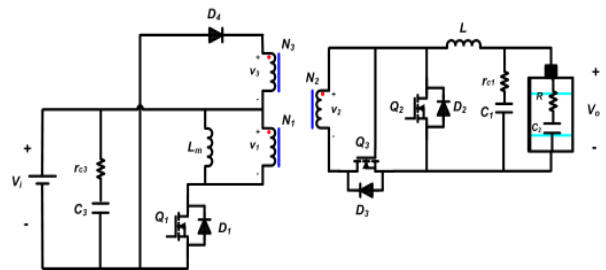 D4
N3
+
v3
-
N2
+
v2
-
N1
+
v1
-
Lm
Q1
D1
+
Vi
-
rc3
C3
Q2
D2
Q3
D3
L
rc1
C1
R
C2
+
Vo
-